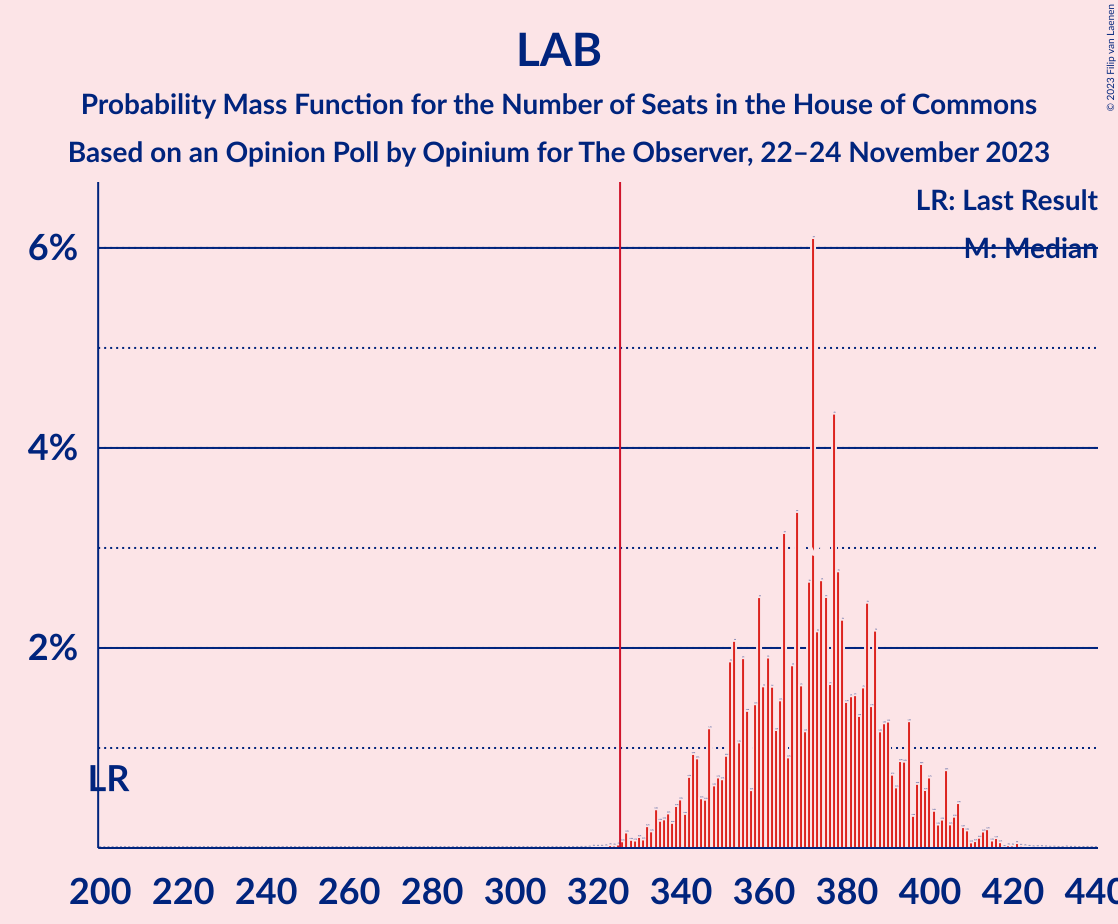 LAB
Probability Mass Function for the Number of Seats in the House of Commons
Based on an Opinion Poll by Opinium for The Observer, 22–24 November 2023
© 2023 Filip van Laenen
LR: Last Result
M: Median
6%
4%
2%
LR
200 220 240 260 280 300 320 340 360 380 400 420 440